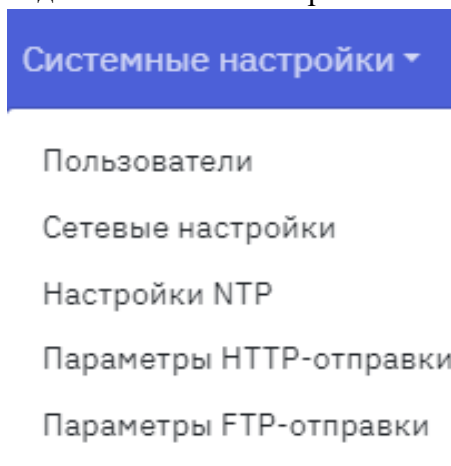 Системные настройки
Пользователи
Сетевые настройки
Настройки NTP
Параметры HTTP-отправки
Параметры FTP-отправки